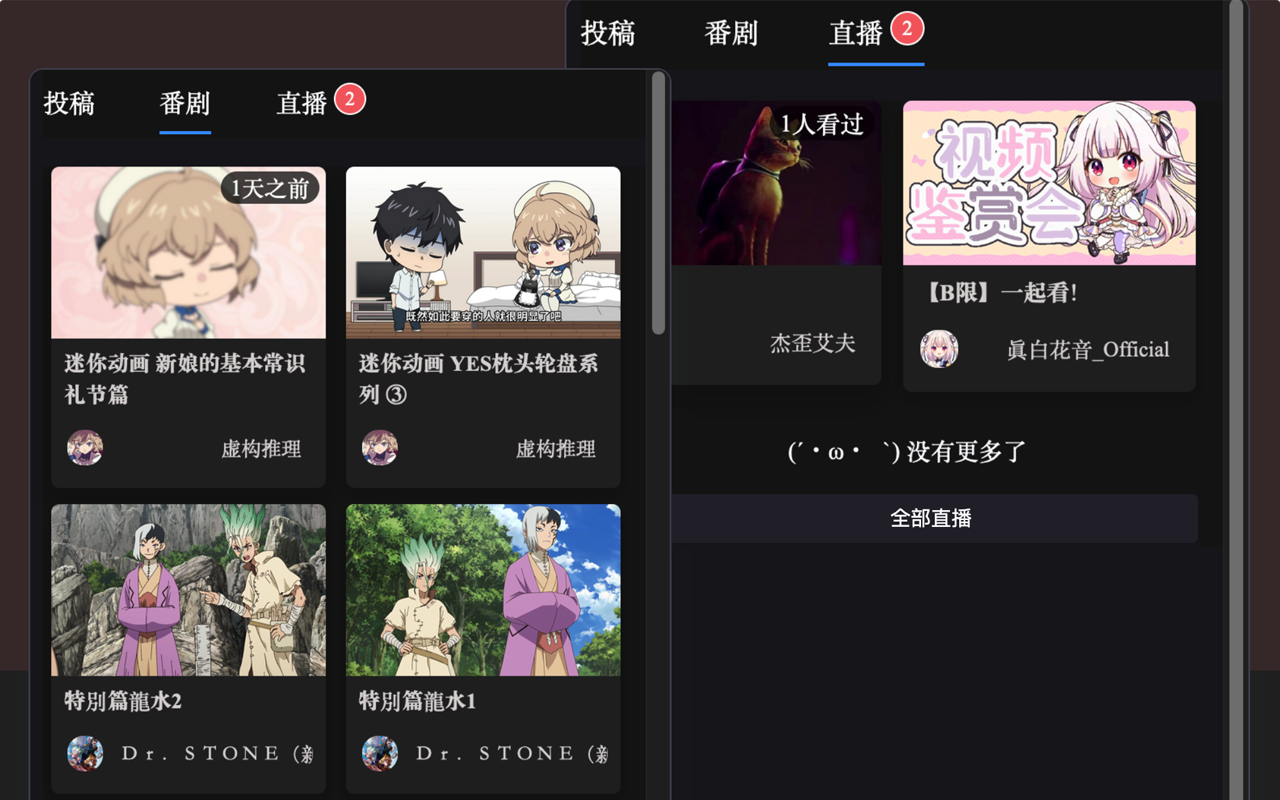 投稿
番剧
直播
2
1人看过
视频
鉴赏会
【B限】一起看!
杰歪艾夫
眞白花音_Official
(´・ω・ `) 没有更多了
全部直播
投稿
番剧
直播
2
1天之前
既然如此要穿的人就很明显了吧
迷你动画 新娘的基本常识
礼节篇
虚构推理
迷你动画 YES枕头轮盘系
列 ③
虚构推理
特別篇龍水2
Ｄｒ．ＳＴＯＮＥ（新
特別篇龍水1
Ｄｒ．ＳＴＯＮＥ（新